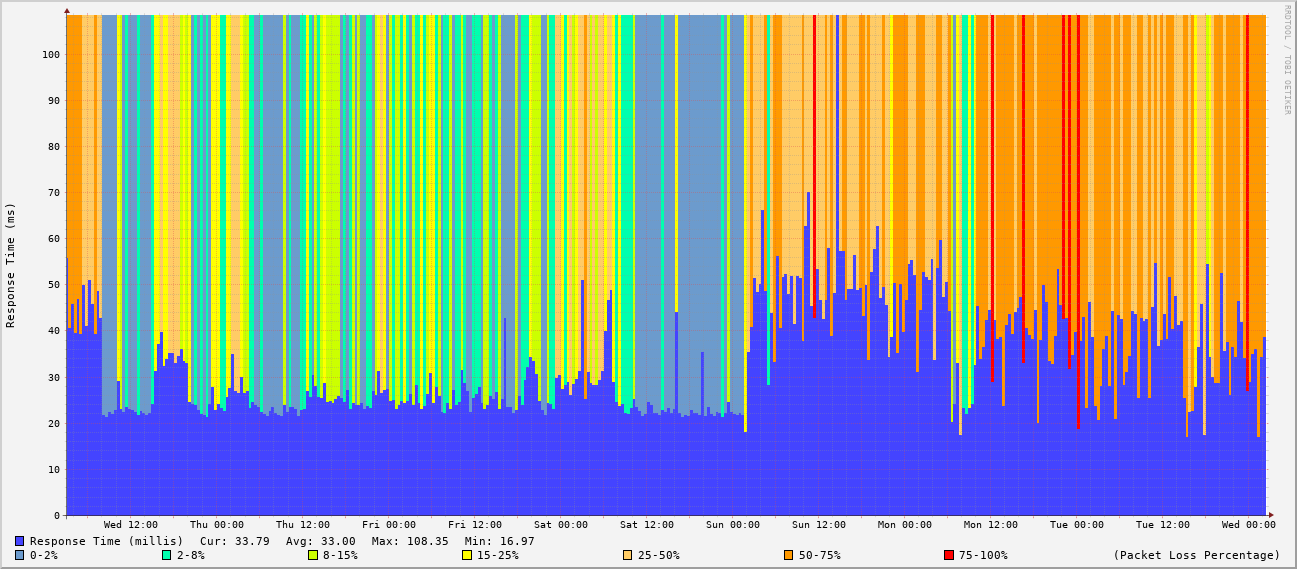 RRDTOOL / TOBI OETIKER
Response Time (ms)
100
90
80
70
60
50
40
30
20
10
0
Wed 12:00 Thu 00:00 Thu 12:00 Fri 00:00 Fri 12:00 Sat 00:00 Sat 12:00 Sun 00:00 Sun 12:00 Mon 00:00 Mon 12:00 Tue 00:00 Tue 12:00 Wed 00:00
Response Time (millis) Cur: 33.79 Avg: 33.00 Max: 108.35 Min: 16.97
0-2% 2-8% 8-15% 15-25% 25-50% 50-75% 75-100% (Packet Loss Percentage)